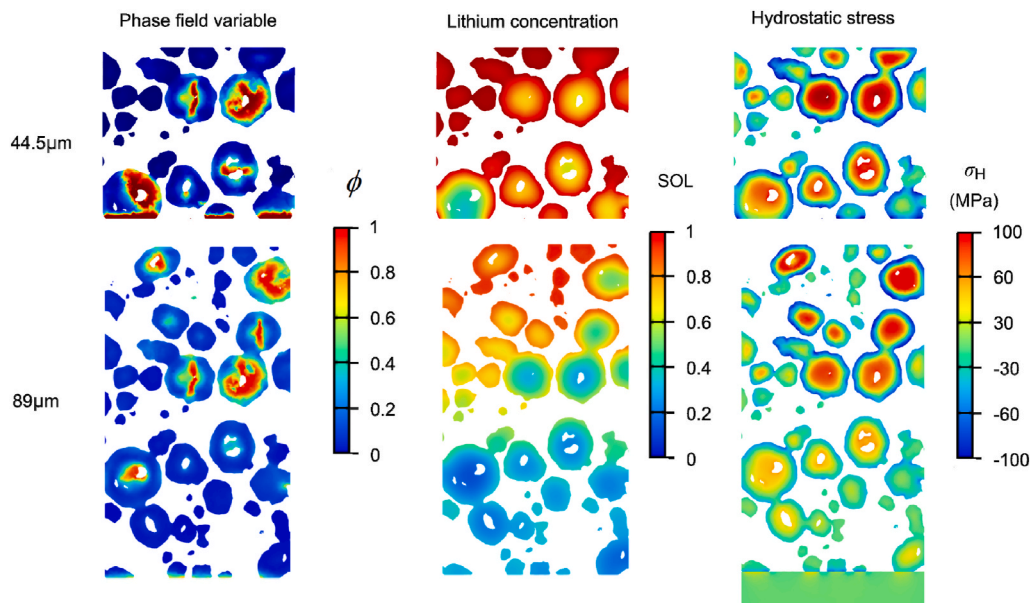 Phase field variable
Lithium concentration
Hydrostatic stress
44.5μm
ϕ
SOL
σH
(MPa)
1
0.8
0.6
0.4
0.2
0
1
0.8
0.6
0.4
0.2
0
100
60
30
-30
-60
-100
89μm